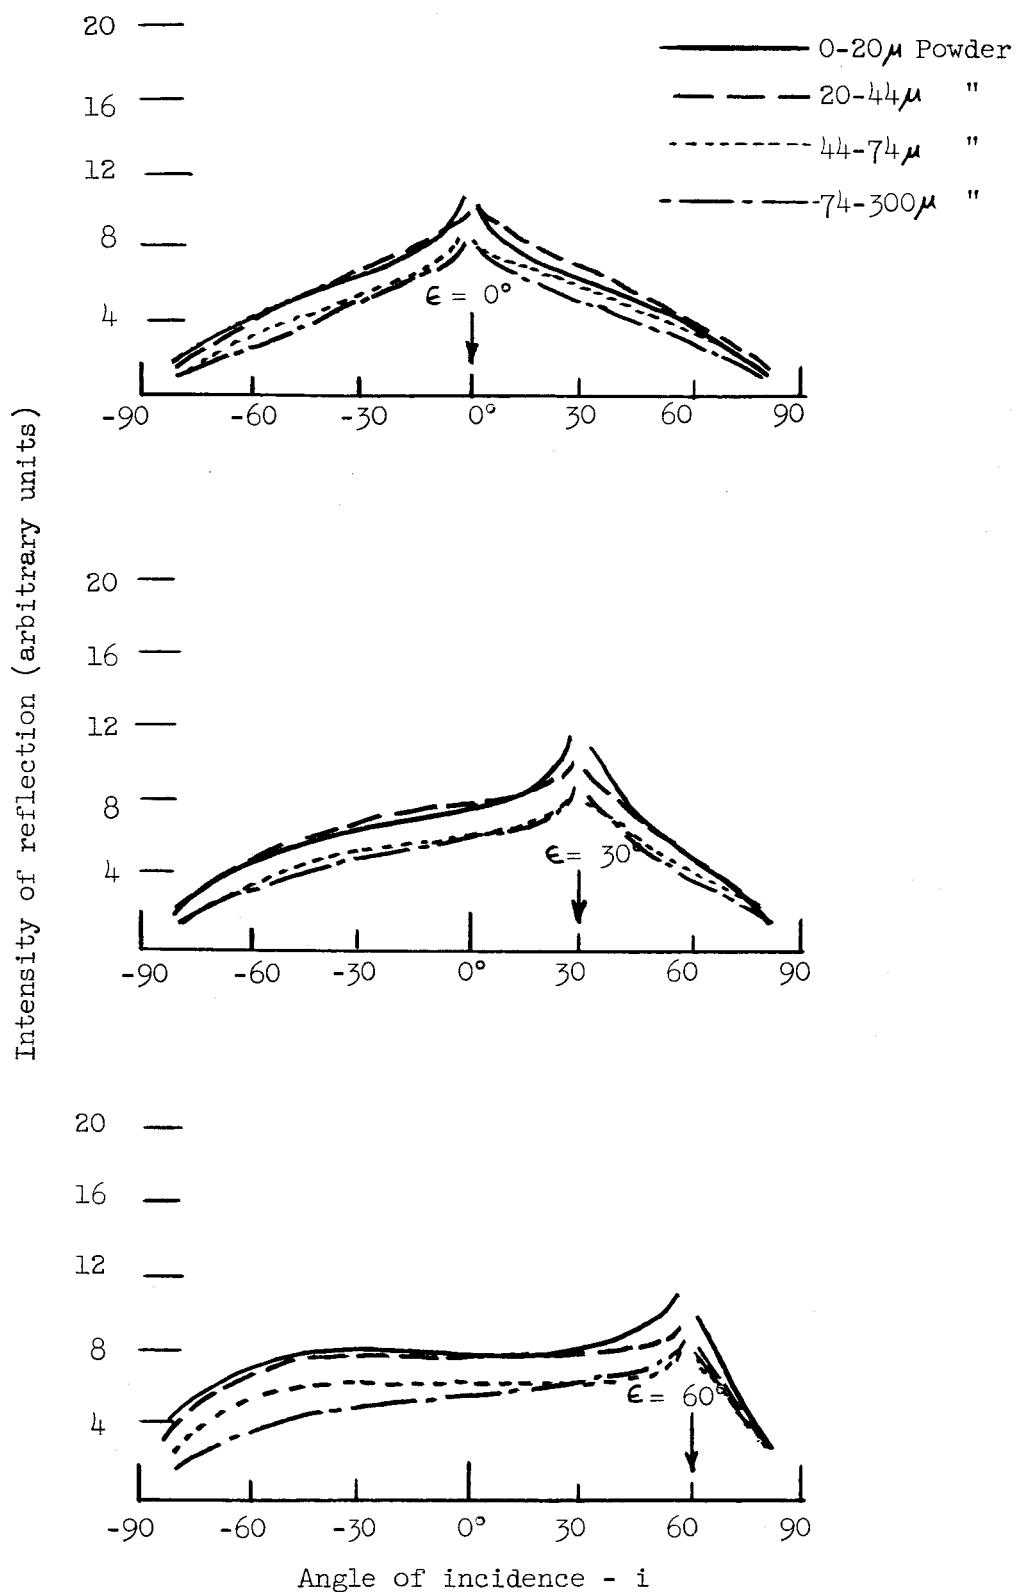 20
16
12
8
4
0-20μ Powder
20-44μ "
44-74μ "
74-300μ "
ϵ = 0°
-90 -60 -30 0° 30 60 90
Intensity of reflection (arbitrary units)
20
16
12
8
4
ϵ = 30°
-90 -60 -30 0° 30 60 90
20
16
12
8
4
ϵ = 60°
-90 -60 -30 0° 30 60 90
Angle of incidence - i